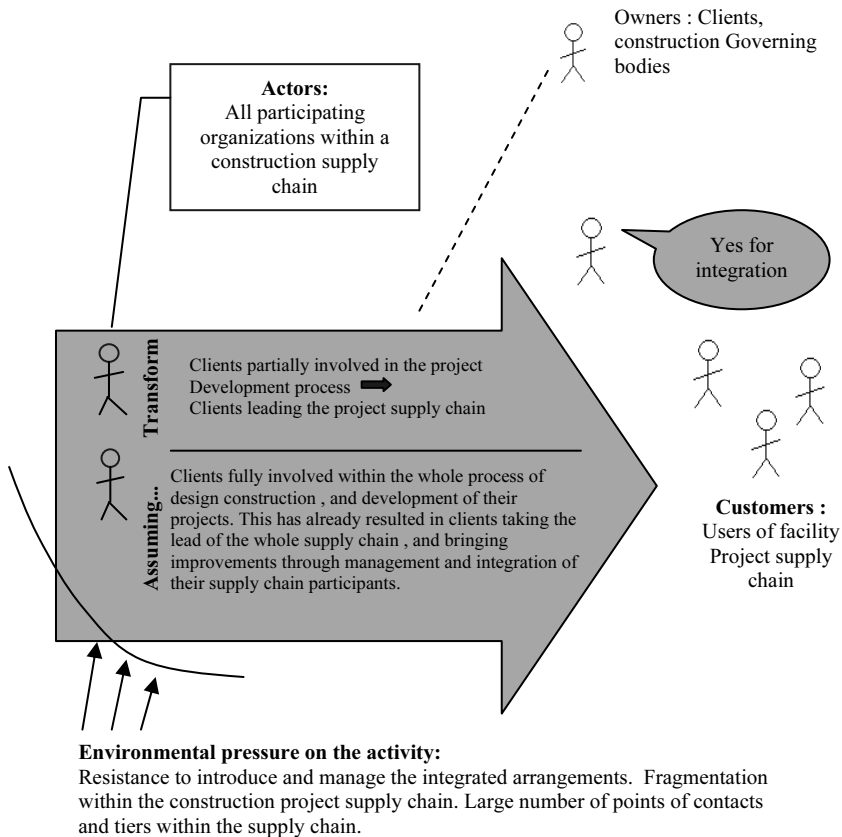 Owners : Clients,
construction Governing
bodies
Actors:
All participating
organizations within a
construction supply
chain
Yes for
integration
Transform
Clients partially involved in the project
Development process
Clients leading the project supply chain
Assuming...
Clients fully involved within the whole process of
design construction , and development of their
projects. This has already resulted in clients taking the
lead of the whole supply chain , and bringing
improvements through management and integration of
their supply chain participants.
Customers :
Users of facility
Project supply
chain
Environmental pressure on the activity:
Resistance to introduce and manage the integrated arrangements.  Fragmentation
within the construction project supply chain. Large number of points of contacts
and tiers within the supply chain.